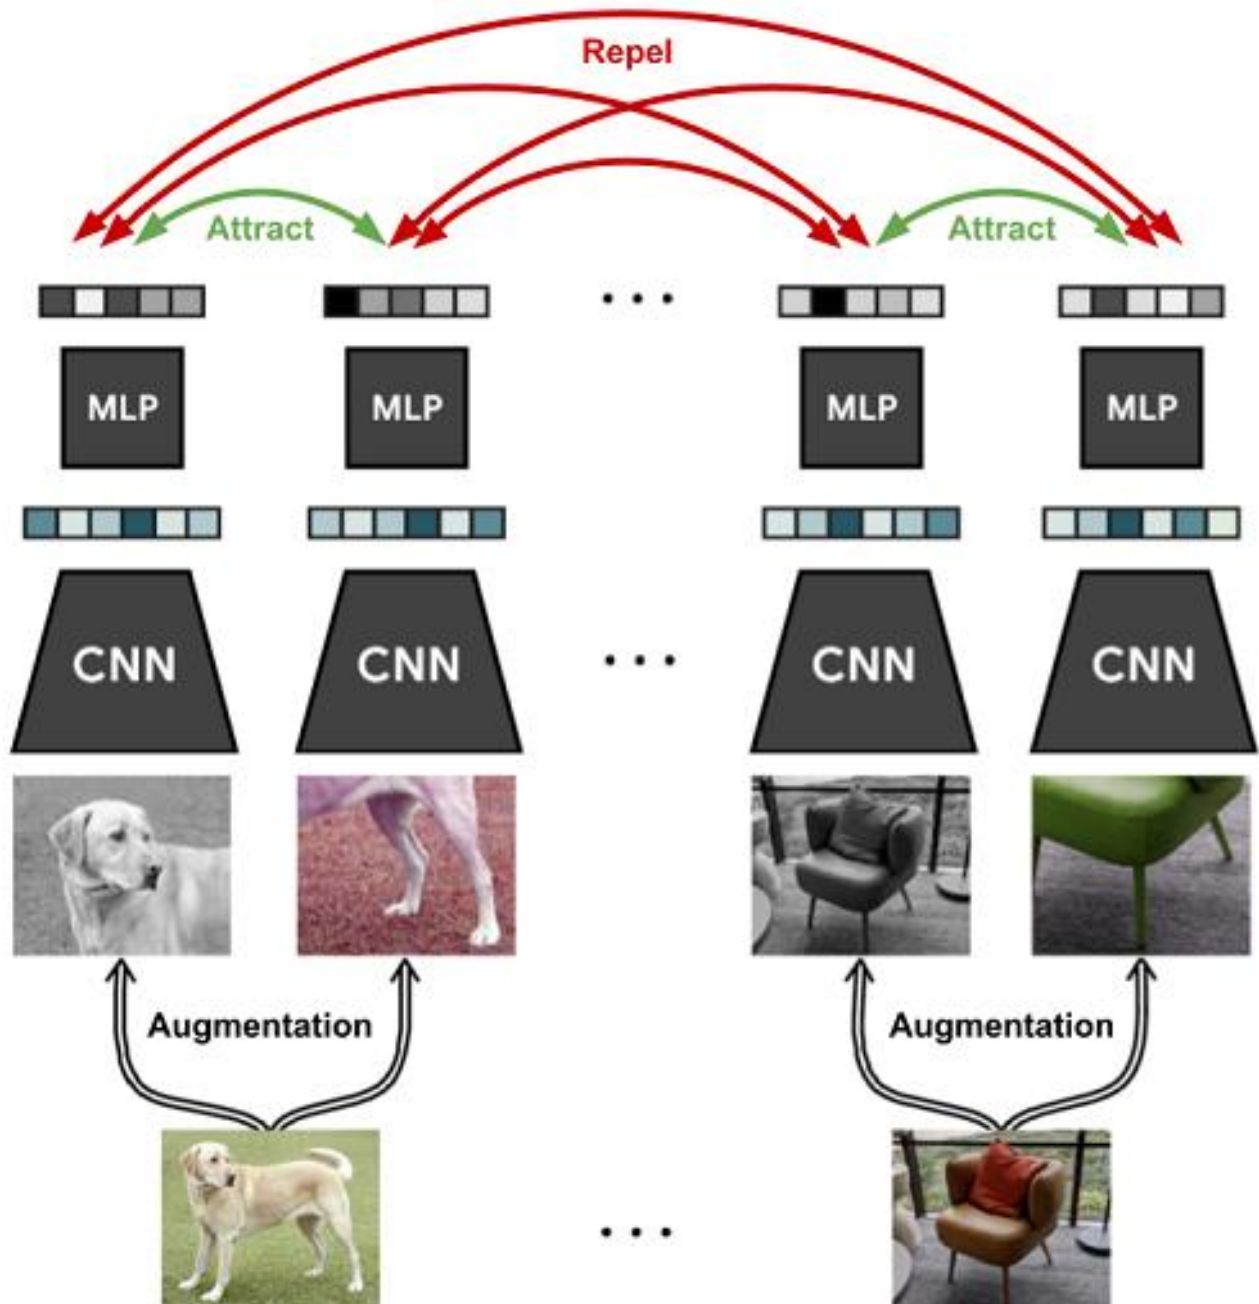 Repel
Attract
Attract
. . .
MLP
MLP
MLP
MLP
CNN
CNN
. . .
CNN
CNN
Augmentation
Augmentation
. . .